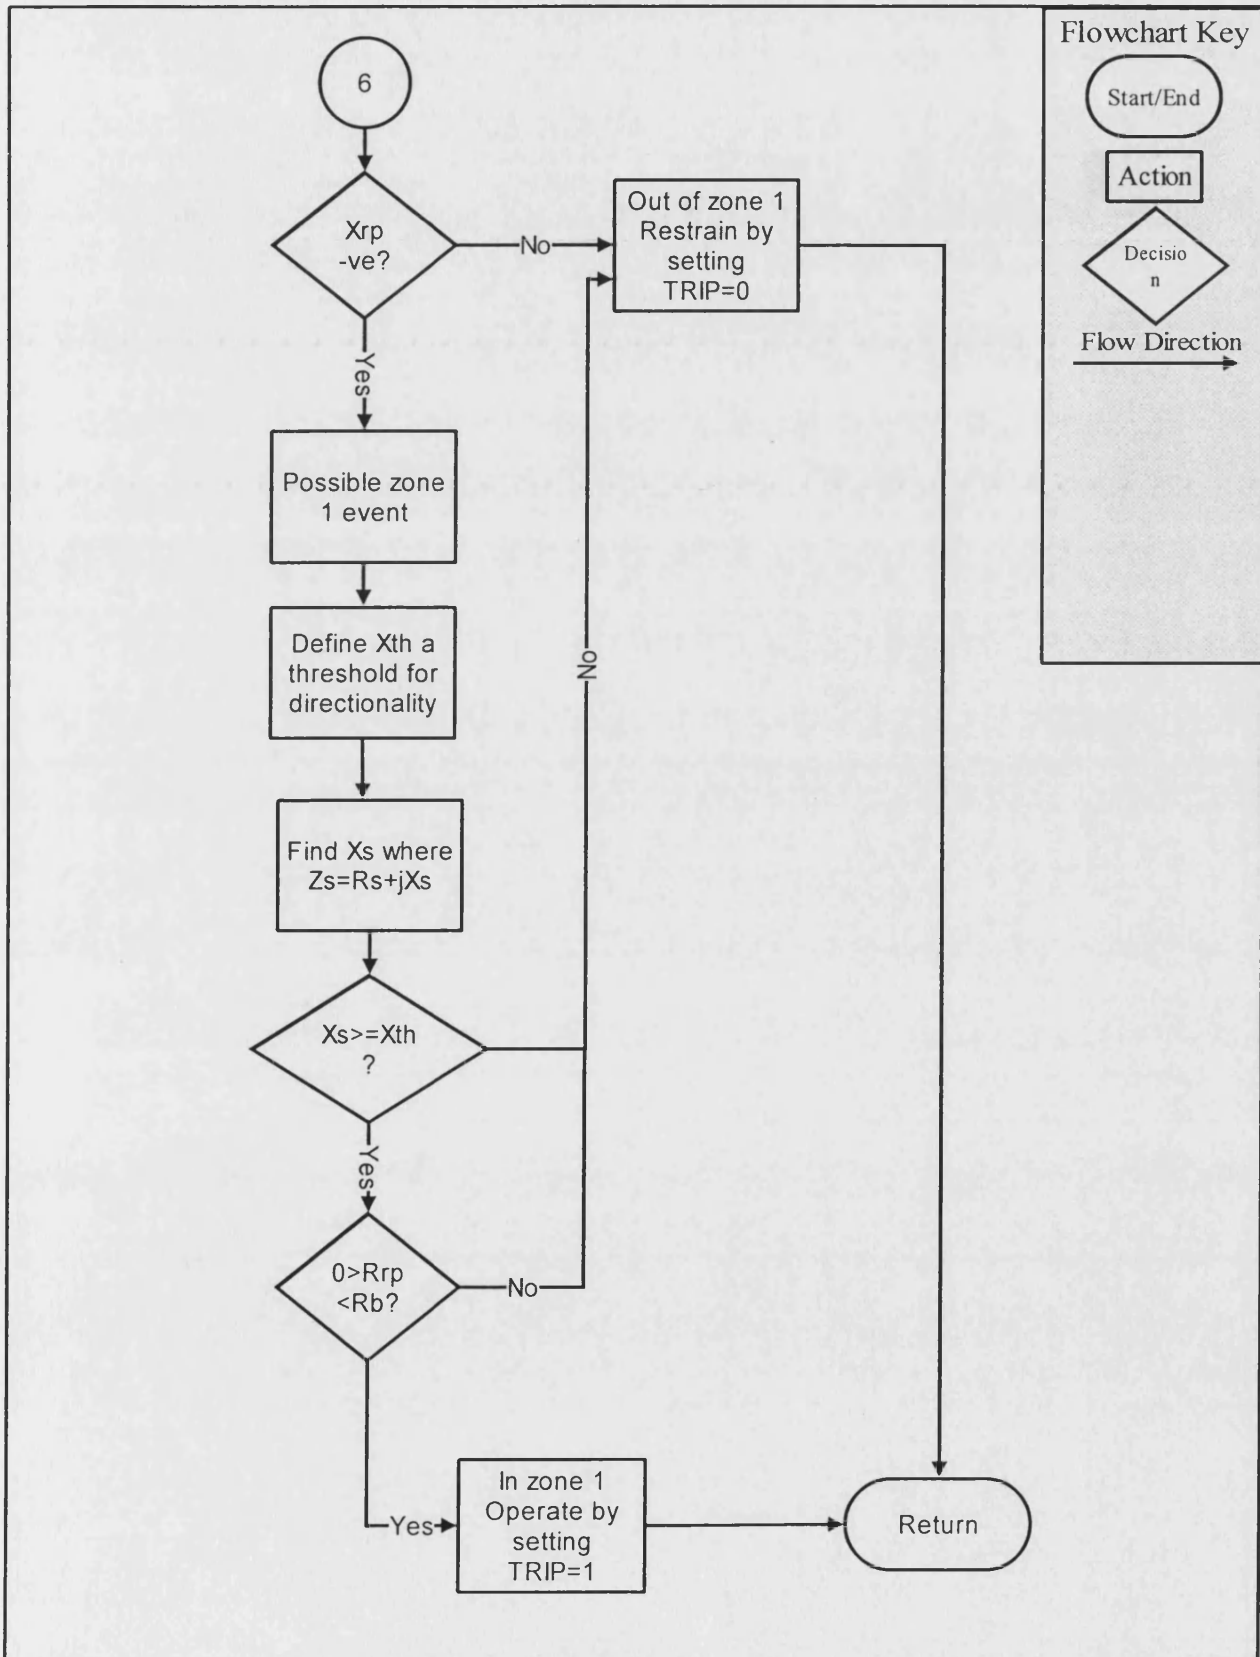 6
Xrp
-ve?
No
Out of zone 1
Restrain by
setting
TRIP=0
Yes
Possible zone
1 event
Define Xth a
threshold for
directionality
No
Find Xs where
Zs=Rs+jXs
Xs>=Xth
?
Yes
0>Rrp
<Rb?
No
Yes
In zone 1
Operate by
setting
TRIP=1
Return
Flowchart Key
Start/End
Action
Decisio
n
Flow Direction